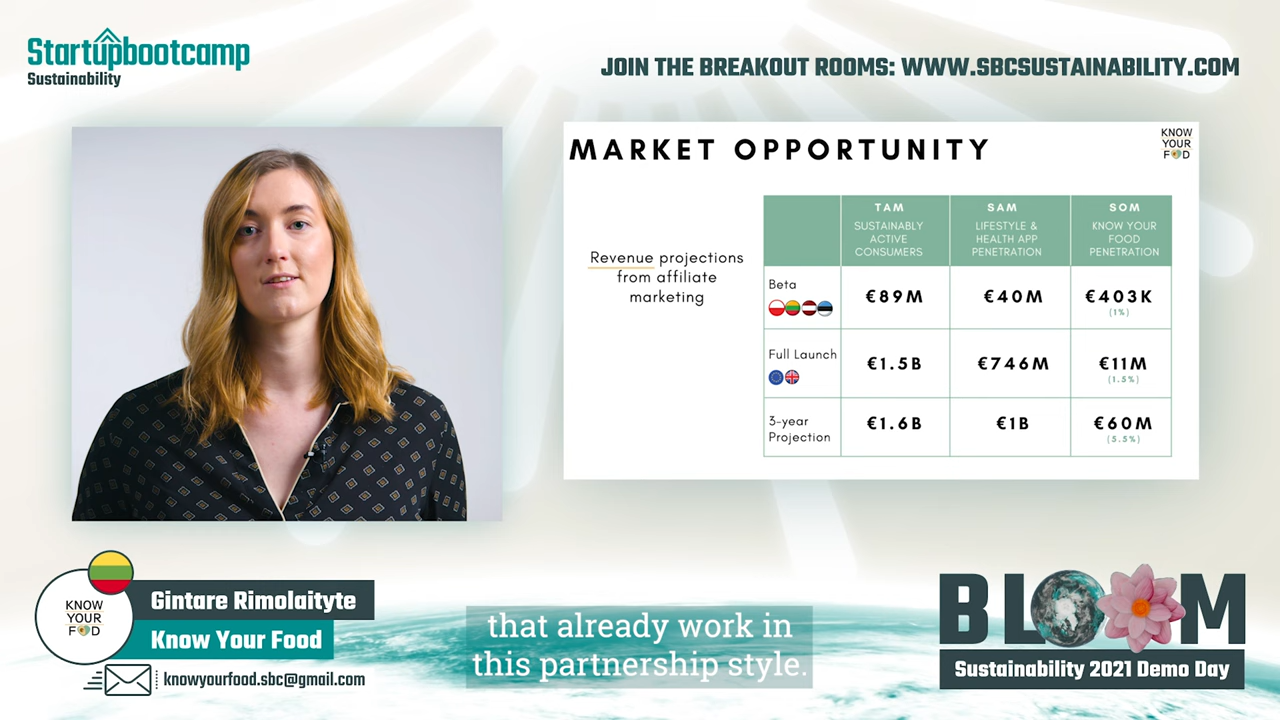 Startupbootcamp
Sustainability
JOIN THE BREAKOUT ROOMS: WWW.SBCSUSTAINABILITY.COM
MARKET OPPORTUNITY
KNOW
YOUR
FOOD
Revenue projections
from affiliate
marketing
TAM
SUSTAINABLY
ACTIVE
CONSUMERS
SAM
LIFESTYLE &
HEALTH APP
PENETRATION
SOM
KNOW YOUR
FOOD
PENETRATION
Beta
€89M
€40M
€403K
(1%)
Full Launch
€1.5B
€746M
€11M
(1.5%)
3-year
Projection
€1.6B
€1B
€60M
(5.5%)
KNOW
YOUR
FOOD
Gintare Rimolaityte
Know Your Food
knowyourfood.sbc@gmail.com
that already work in
this partnership style.
BLOOM
Sustainability 2021 Demo Day